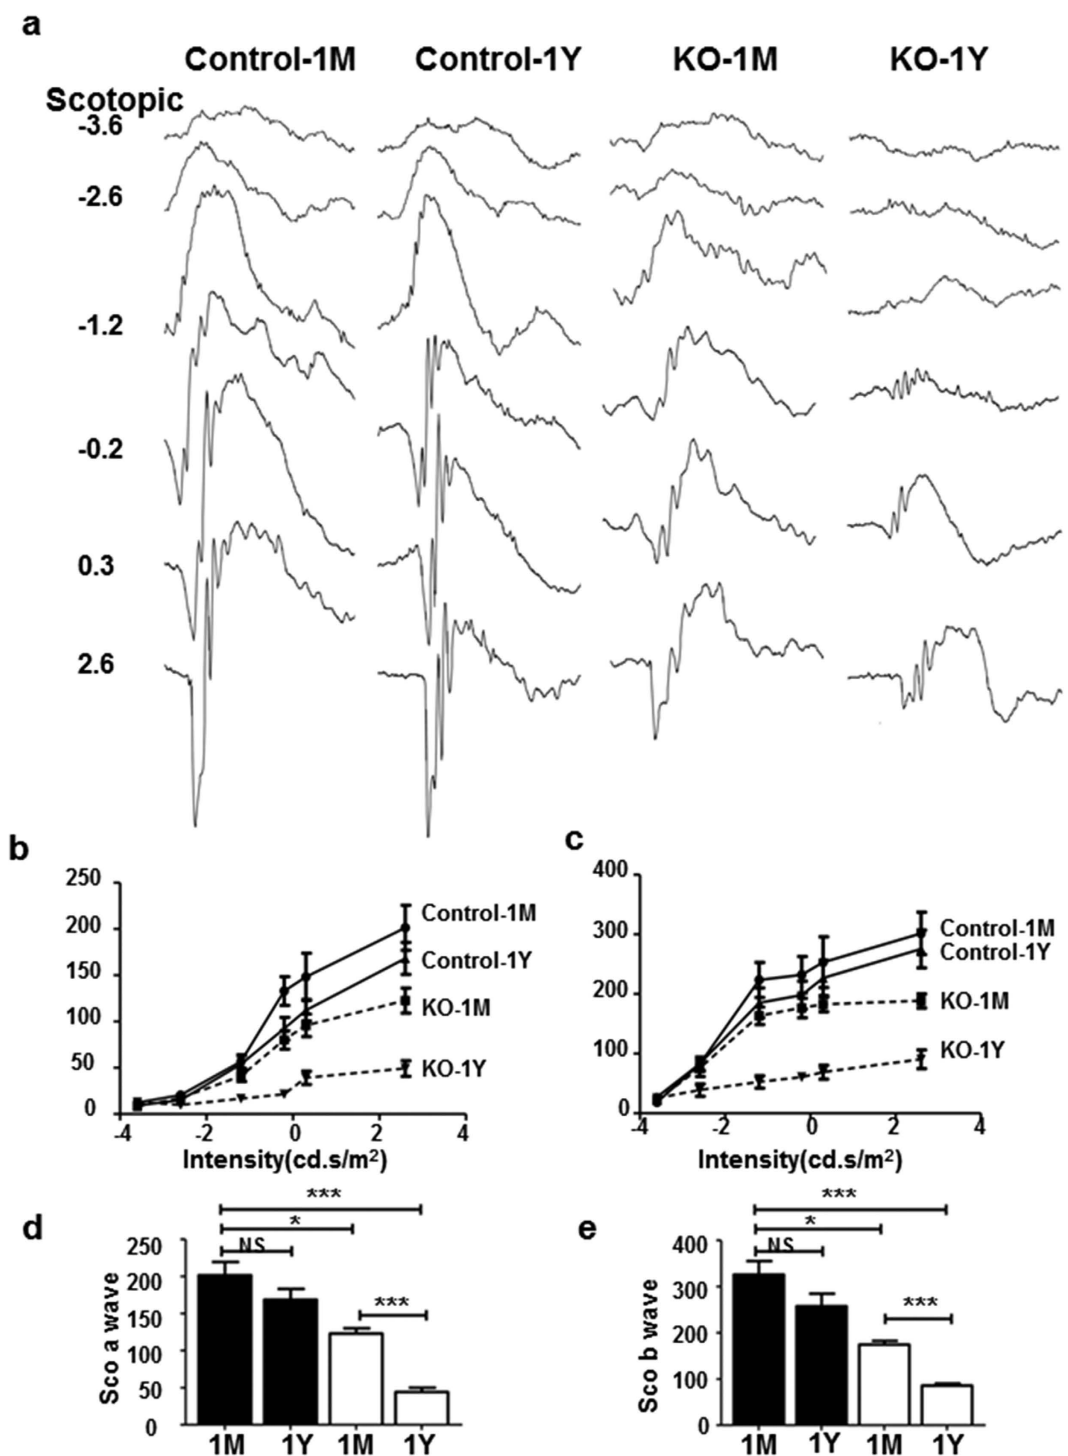 a
Control-1M Control-1Y KO-1M KO-1Y
Scotopic
-3.6
-2.6
-1.2
-0.2
0.3
2.6
b
250
200
150
100
50
0
-4 -2 0 2 4
Intensity(cd.s/m²)
Control-1M
Control-1Y
KO-1M
KO-1Y
c
400
300
200
100
0
-4 -2 0 2 4
Intensity(cd.s/m²)
Control-1M
Control-1Y
KO-1M
KO-1Y
d
***
*
NS
***
250
200
150
100
50
0
Sco a wave
1M 1Y 1M 1Y
e
***
*
NS
***
400
300
200
100
0
Sco b wave
1M 1Y 1M 1Y